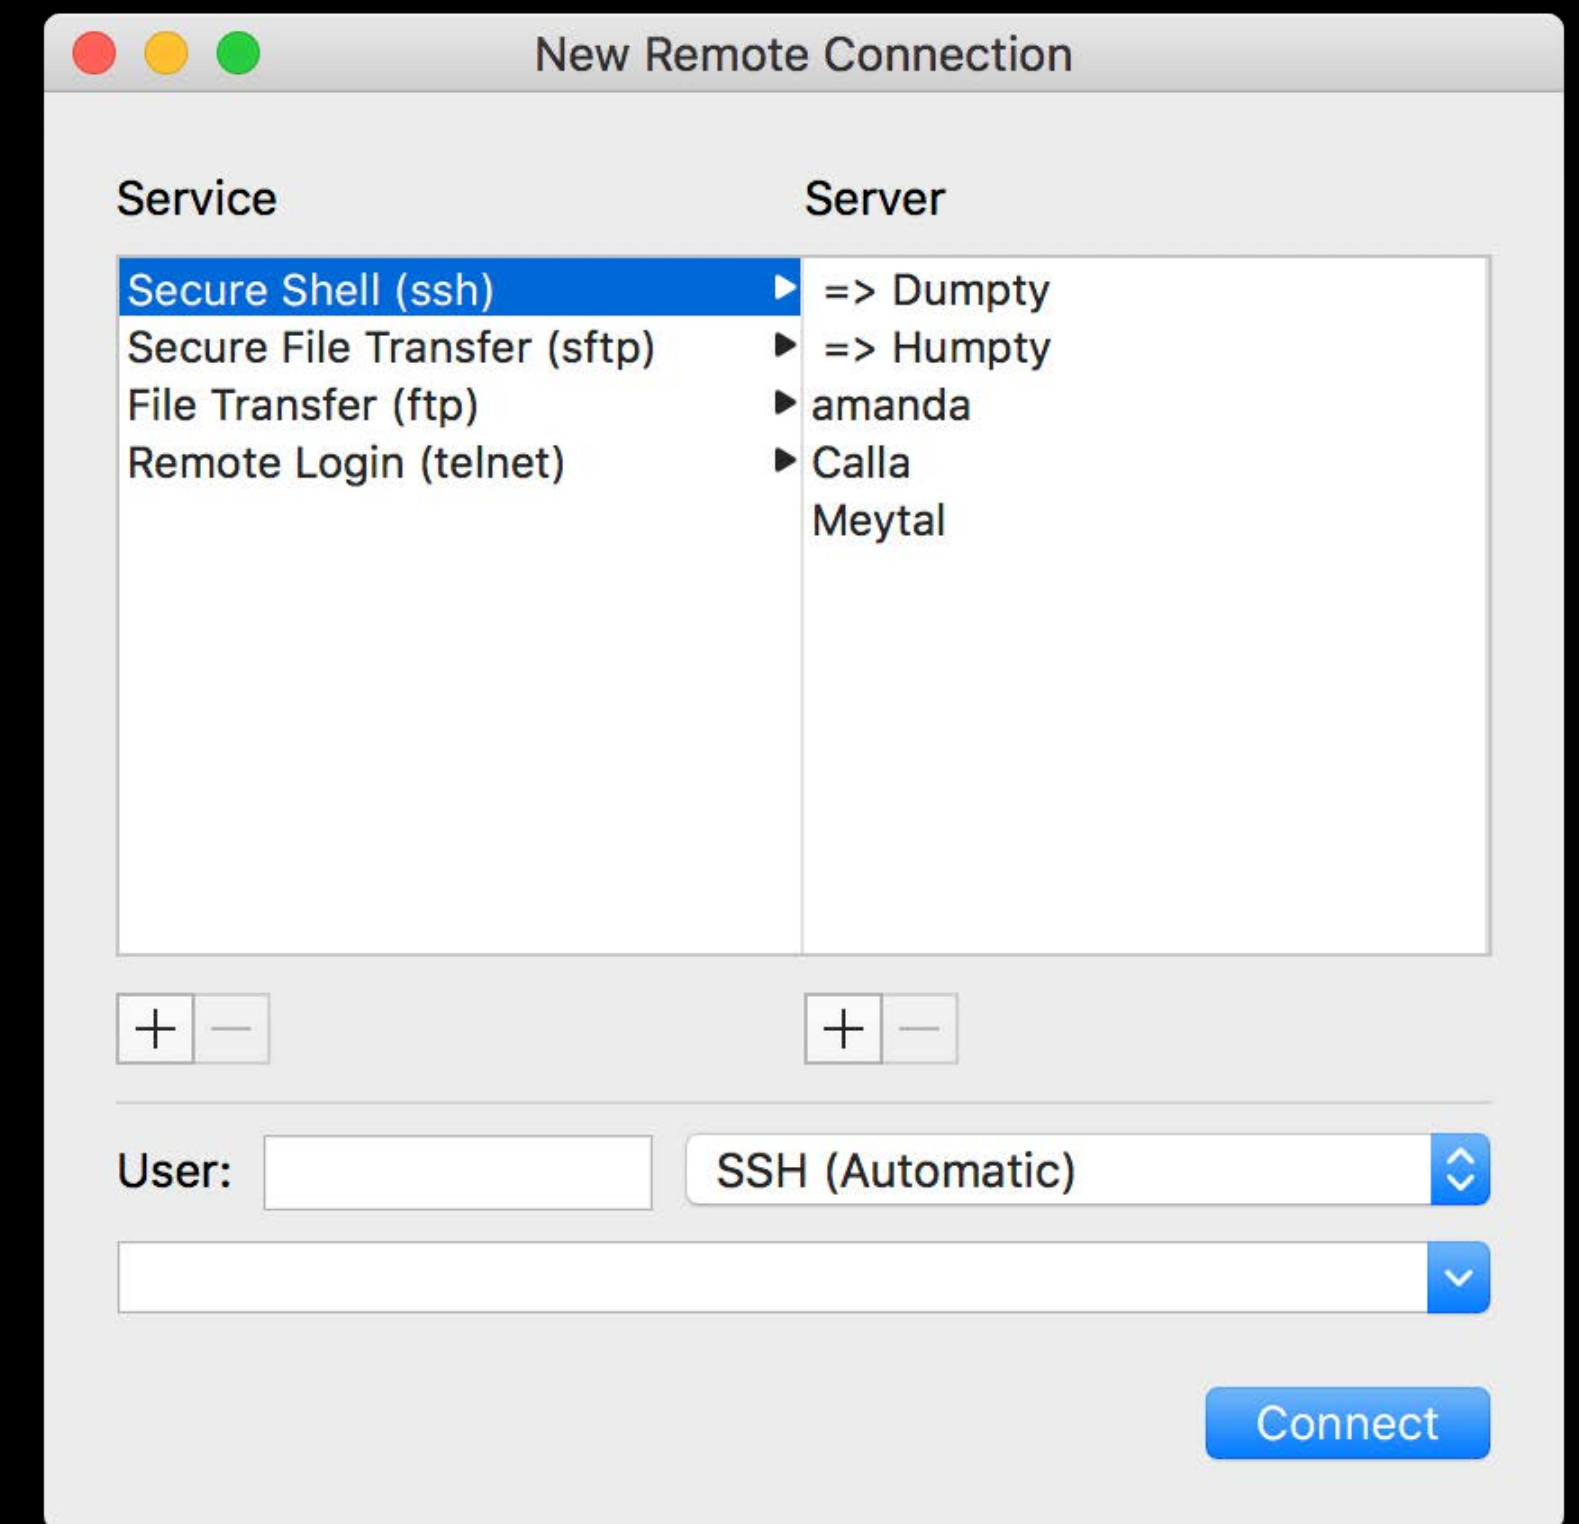 New Remote Connection
Service
Server
Secure Shell (ssh)
Secure File Transfer (sftp)
File Transfer (ftp)
Remote Login (telnet)
=> Dumpty
=> Humpty
amanda
Calla
Meytal
User:
SSH (Automatic)
Connect